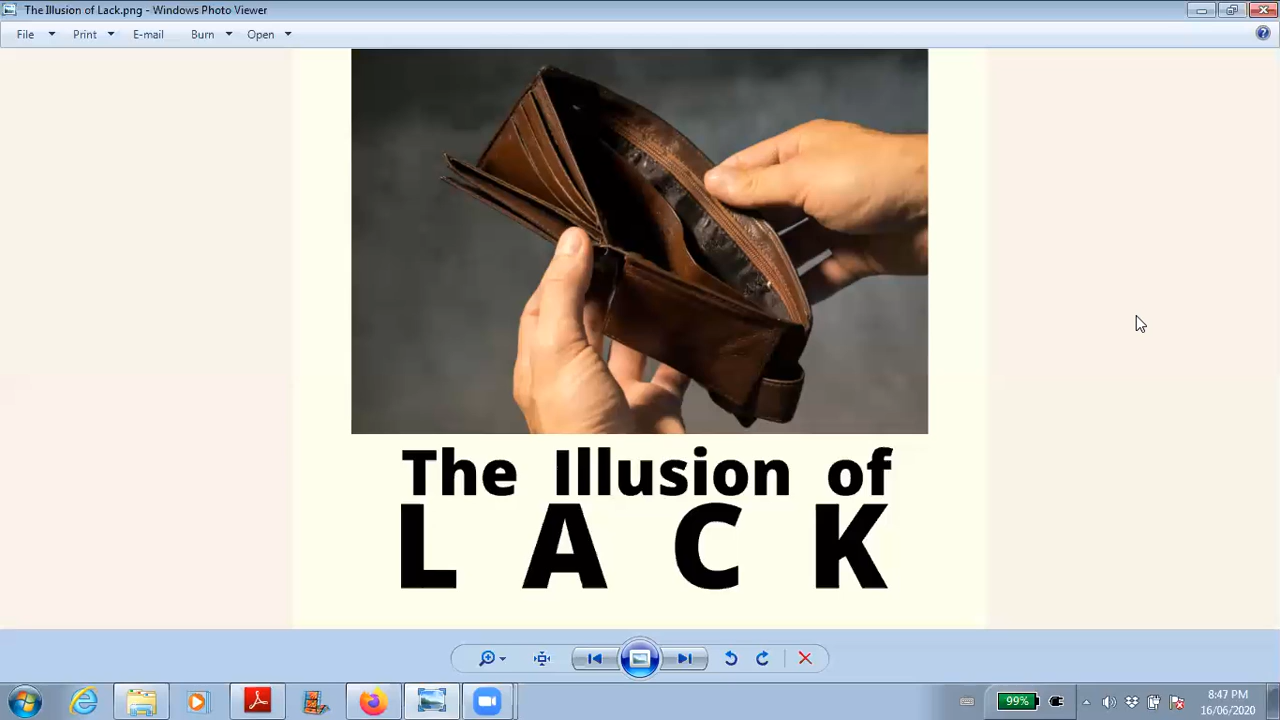 The Illusion of Lack.png - Windows Photo Viewer
File Print E-mail Burn Open
The Illusion of
LACK
99%
8:47 PM
16/06/2020